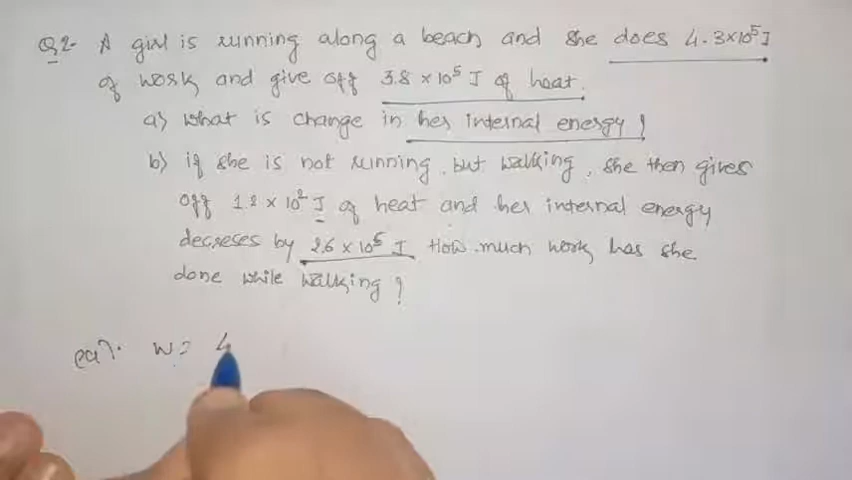 Q2- A girl is running along a beach and she does 4.3×10⁵J
of work and give off 3.8 × 10⁵ J of heat.
a) what is change in her internal energy?
b) if she is not running, but walking, she then gives
off 1.2 × 10² J of heat and her internal energy
decreses by 2.6 × 10⁵ J How much work has she
done while walking?
(a). W= 4